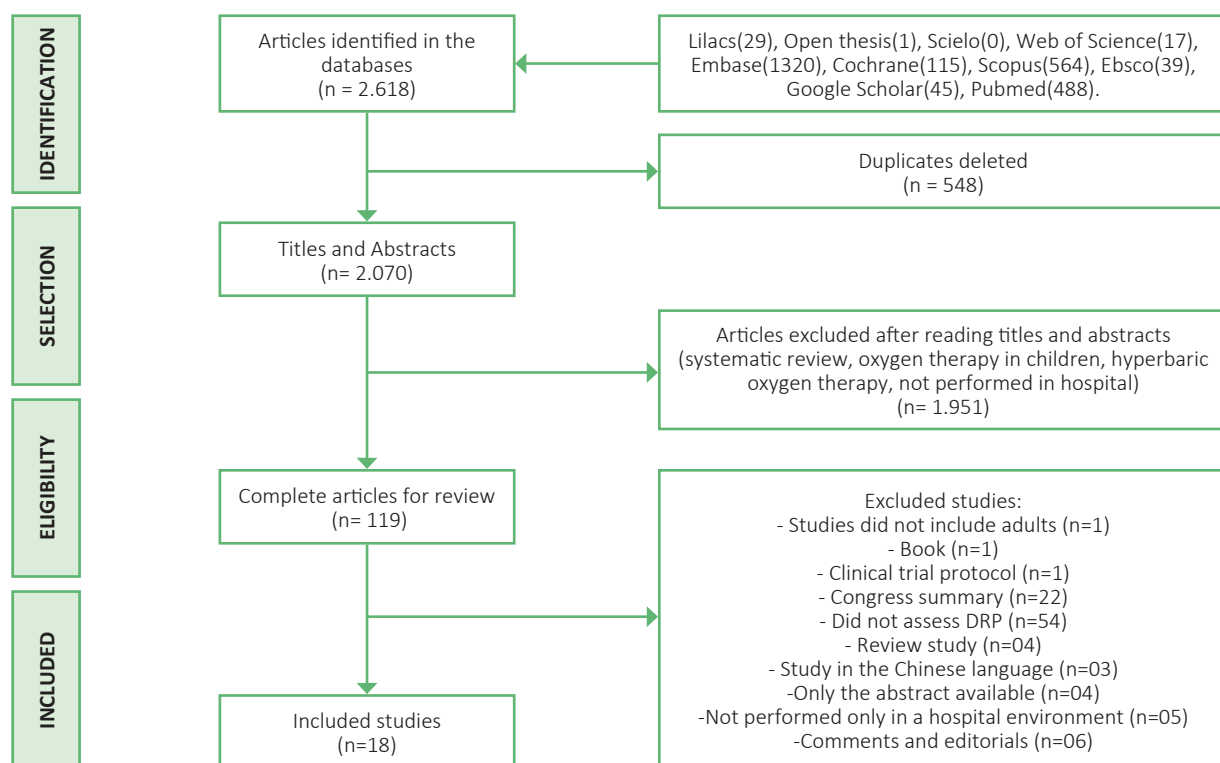 IDENTIFICATION
Articles identified in the
databases
(n = 2.618)
Lilacs(29), Open thesis(1), Scielo(0), Web of Science(17),
Embase(1320), Cochrane(115), Scopus(564), Ebsco(39),
Google Scholar(45), Pubmed(488).
Duplicates deleted
(n = 548)
SELECTION
Titles and Abstracts
(n= 2.070)
Articles excluded after reading titles and abstracts
(systematic review, oxygen therapy in children, hyperbaric
oxygen therapy, not performed in hospital)
(n= 1.951)
ELIGIBILITY
Complete articles for review
(n= 119)
Excluded studies:
- Studies did not include adults (n=1)
- Book (n=1)
- Clinical trial protocol (n=1)
- Congress summary (n=22)
- Did not assess DRP (n=54)
- Review study (n=04)
- Study in the Chinese language (n=03)
-Only the abstract available (n=04)
-Not performed only in a hospital environment (n=05)
-Comments and editorials (n=06)
INCLUDED
Included studies
(n=18)